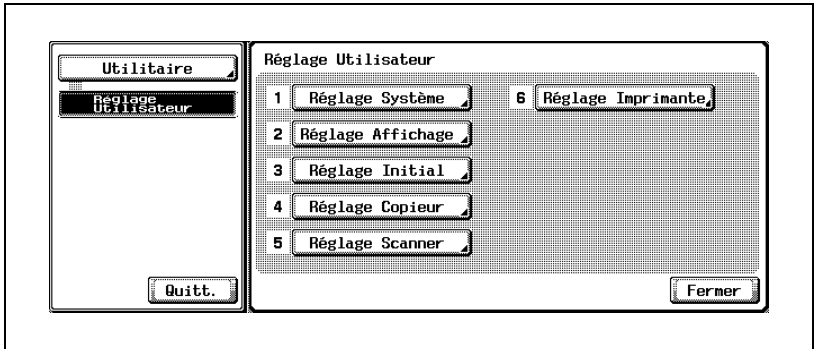 Utilitaire
Réglage
Utilisateur
Quitt.
Réglage Utilisateur
1 Réglage Système
2 Réglage Affichage
3 Réglage Initial
4 Réglage Copieur
5 Réglage Scanner
6 Réglage Imprimante
Fermer